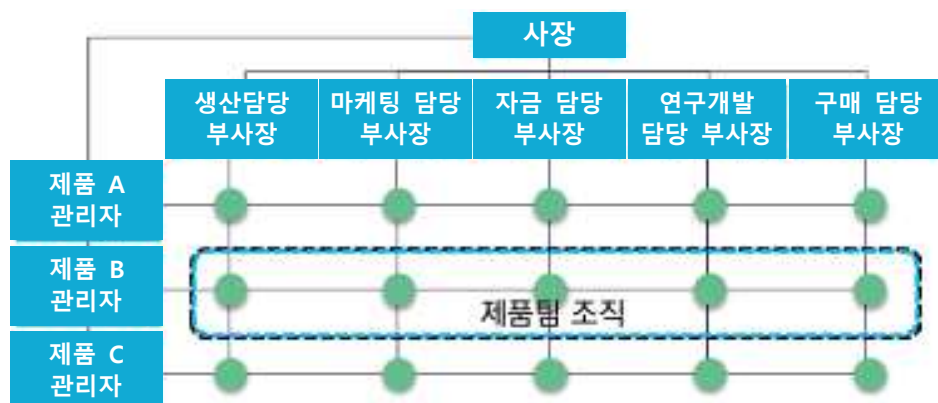 사장
생산담당
부사장
마케팅 담당
부사장
자금 담당
부사장
연구개발
담당 부사장
구매 담당
부사장
제품 A
관리자
제품 B
관리자
제품팀 조직
제품 C
관리자